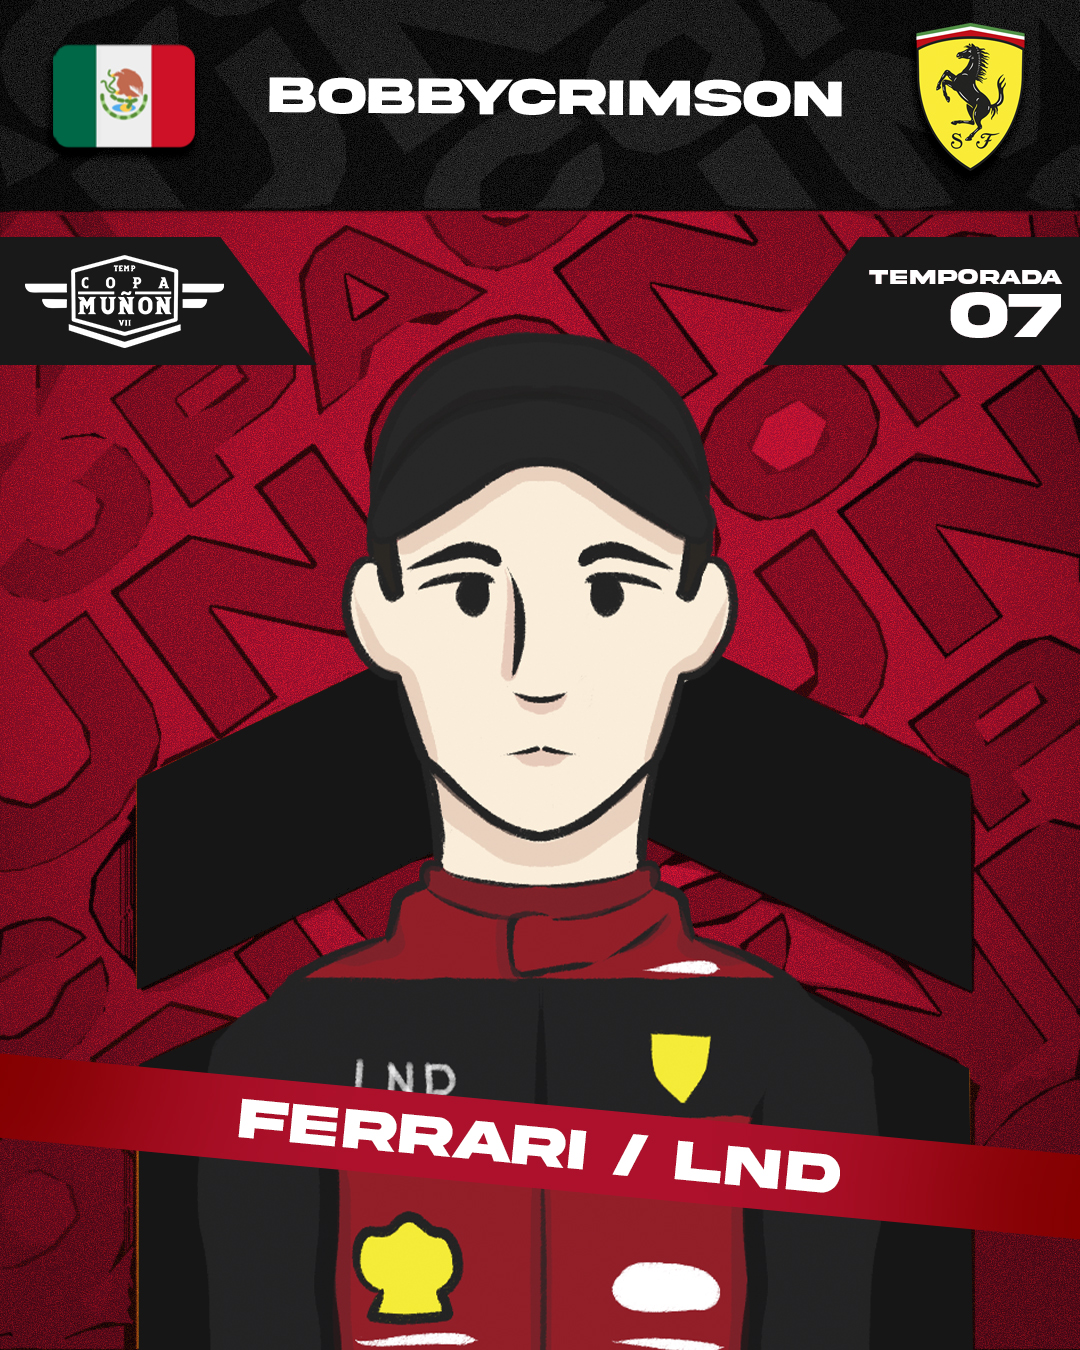 BOBBYCRIMSON
S F
TEMP
COPA
MUÑON
VII
TEMPORADA
07
LND
FERRARI / LND